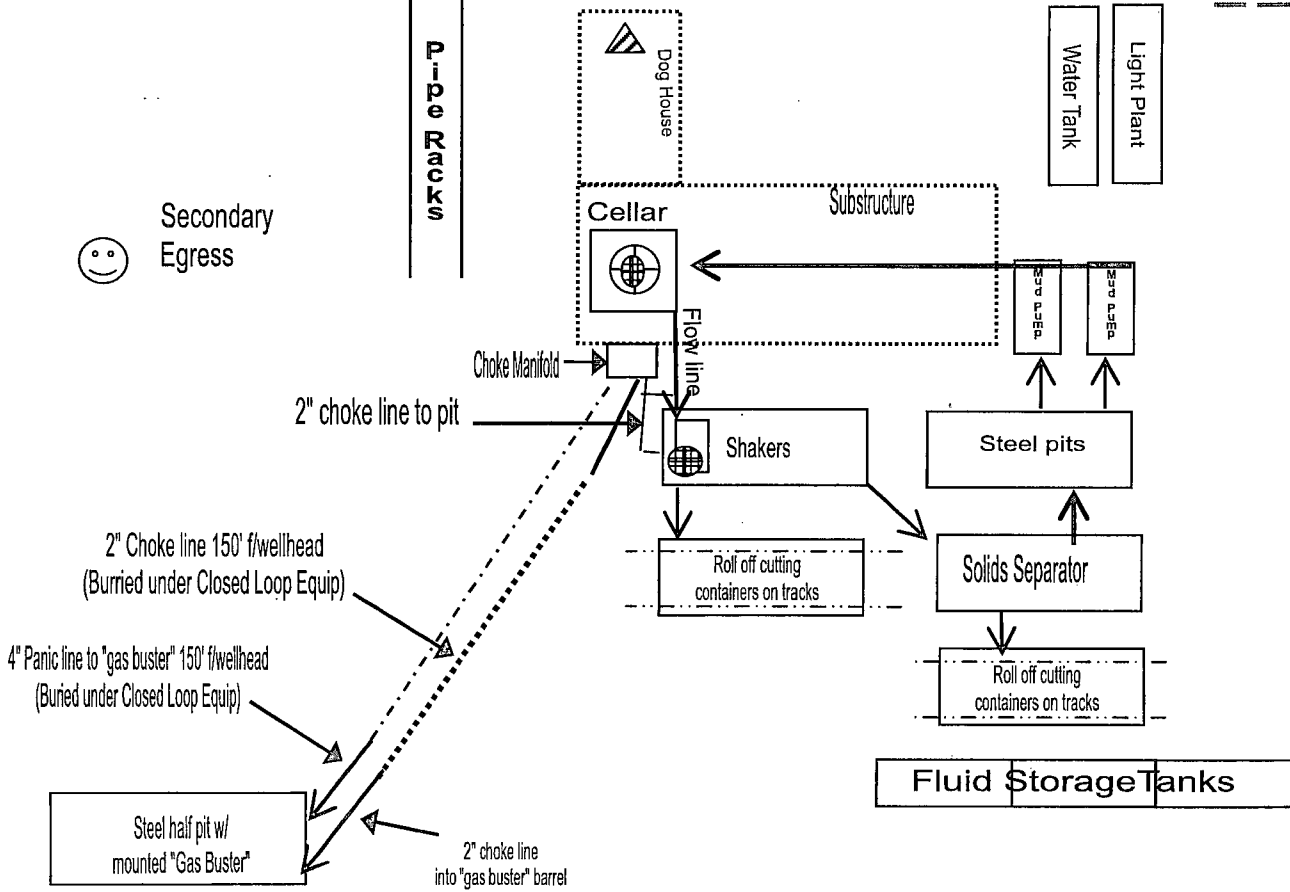 Pipe Racks
Dog House
Water Tank
Light Plant
Secondary
Egress
Cellar
Substructure
Mud Pump
Mud Pump
Flow line
Choke Manifold
2" choke line to pit
Shakers
Steel pits
2" Choke line 150' f/wellhead
(Burried under Closed Loop Equip)
Roll off cutting
containers on tracks
Solids Separator
4" Panic line to "gas buster" 150' f/wellhead
(Buried under Closed Loop Equip)
Roll off cutting
containers on tracks
Fluid StorageTanks
Steel half pit w/
mounted "Gas Buster"
2" choke line
into "gas buster" barrel